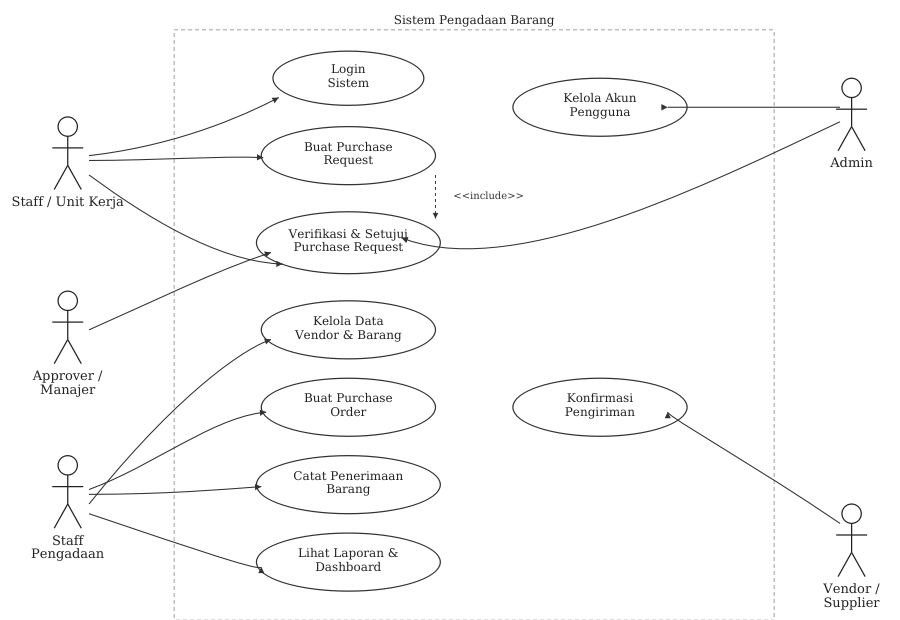 Sistem Pengadaan Barang
Login
Sistem
Kelola Akun
Pengguna
Buat Purchase
Request
Admin
Staff / Unit Kerja
<<include>>
Verifikasi & Setujui
Purchase Request
Kelola Data
Vendor & Barang
Approver /
Manajer
Buat Purchase
Order
Konfirmasi
Pengiriman
Catat Penerimaan
Barang
Staff
Pengadaan
Lihat Laporan &
Dashboard
Vendor /
Supplier